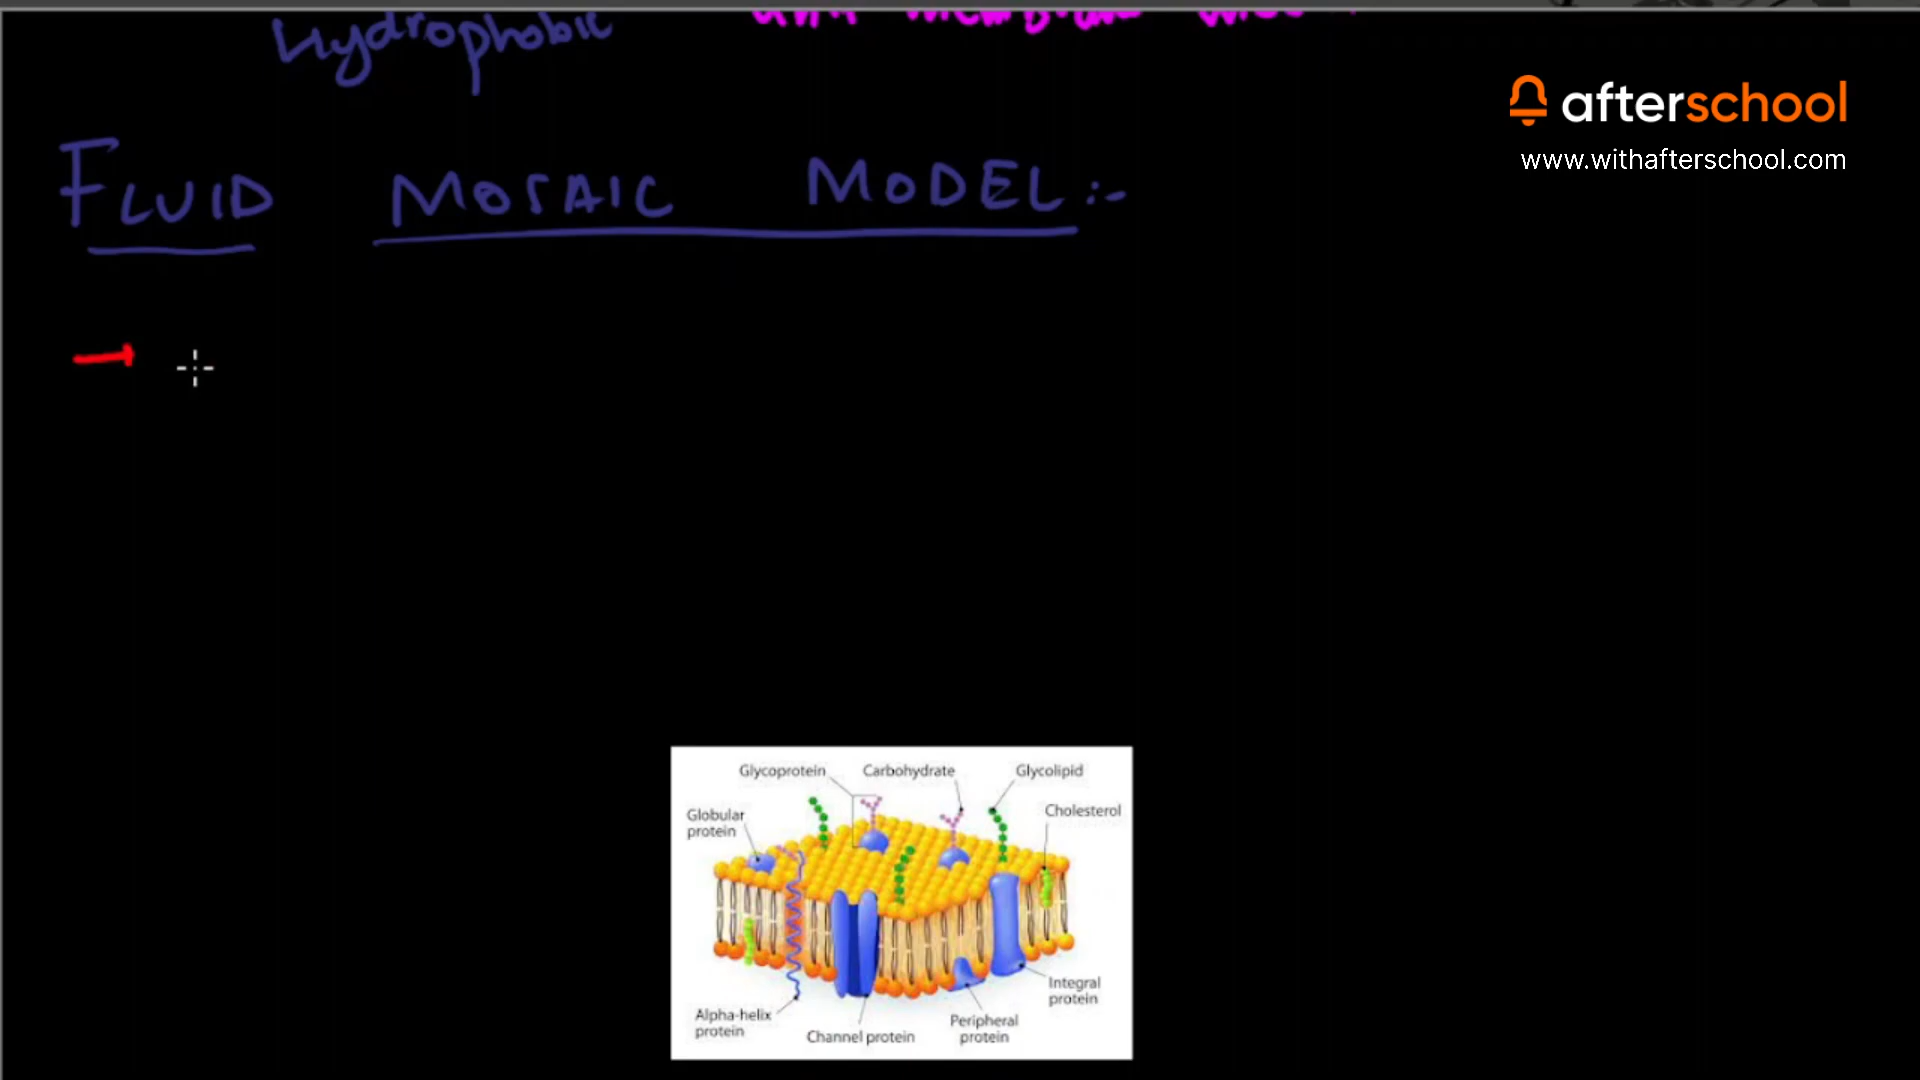 hydrophobic
afterschool
www.withafterschool.com
FLUID MOSAIC MODEL :-
Glycoprotein Carbohydrate Glycolipid
Globular
protein
Cholesterol
Integral
protein
Alpha-helix
protein
Channel protein
Peripheral
protein